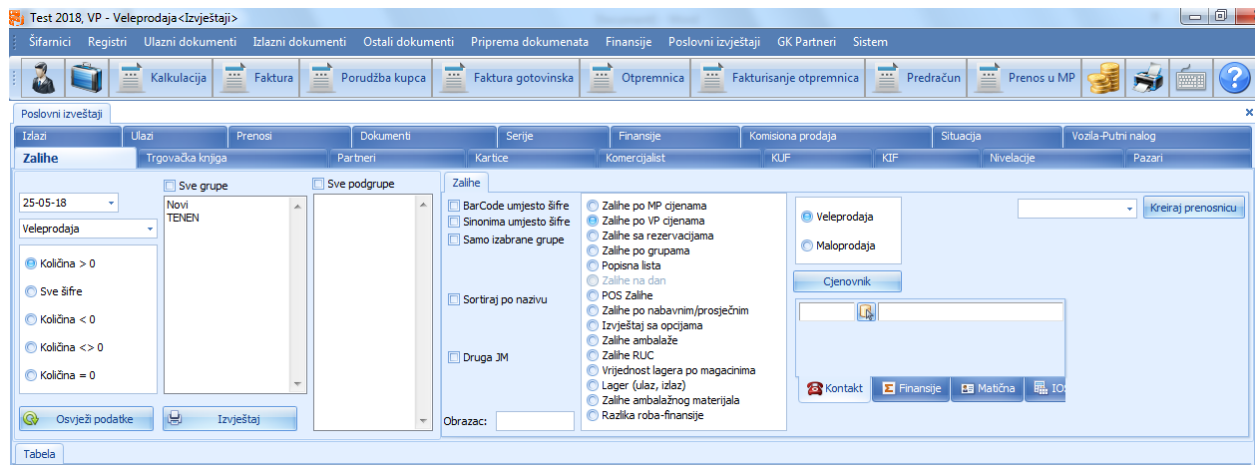 Test 2018, VP - Veleprodaja<Izvještaji>
Šifarnici Registri Ulazni dokumenti Izlazni dokumenti Ostali dokumenti Priprema dokumenata Finansije Poslovni izvještaji GK Partneri Sistem
Kalkulacija Faktura Porudžba kupca Faktura gotovinska Otpremnica Fakturisanje otpremnica Predračun Prenos u MP
Poslovni izveštaji
Izlazi Ulazi Prenosi Dokumenti Serije Finansije Komisiona prodaja Situacija Vozila-Putni nalog
Zalihe Trgovačka knjiga Partneri Kartice Komercijalist KUF KIF Nivelacije Pazari
25-05-18
Veleprodaja
Količina > 0
Sve šifre
Količina < 0
Količina <> 0
Količina = 0
Osvježi podatke
Sve grupe
Novi
TENEN
Izvještaj
Sve podgrupe
Zalihe
BarCode umjesto šifre
Sinonima umjesto šifre
Samo izabrane grupe
Sortiraj po nazivu
Druga JM
Obrazac:
Zalihe po MP cijenama
Zalihe po VP cijenama
Zalihe sa rezervacijama
Zalihe po grupama
Popisna lista
Zalihe na dan
POS Zalihe
Zalihe po nabavnim/prosječnim
Izvještaj sa opcijama
Zalihe ambalaže
Zalihe RUC
Vrijednost lagera po magacinima
Lager (ulaz, izlaz)
Zalihe ambalažnog materijala
Razlika roba-finansije
Veleprodaja
Maloprodaja
Cjenovnik
Kontakt Finansije Matična IO
Kreiraj prenosnicu
Tabela